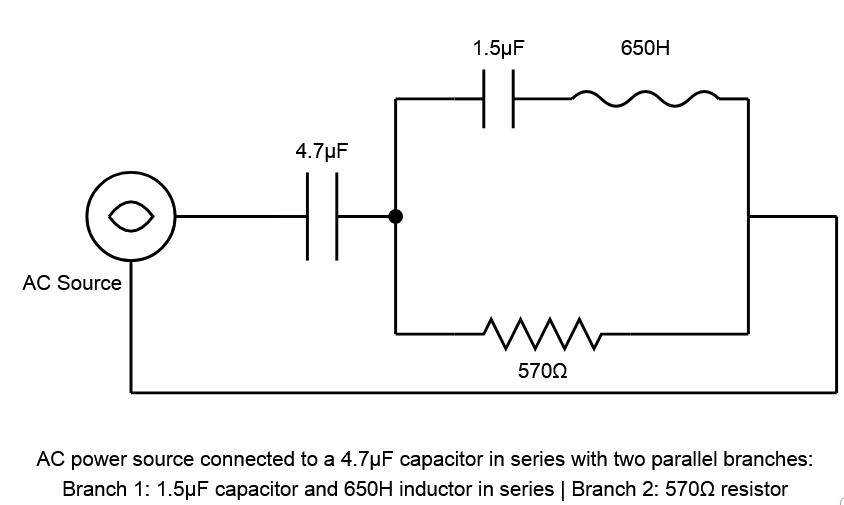 1.5µF
650H
4.7µF
AC Source
570Ω
AC power source connected to a 4.7µF capacitor in series with two parallel branches:
Branch 1: 1.5µF capacitor and 650H inductor in series | Branch 2: 570Ω resistor